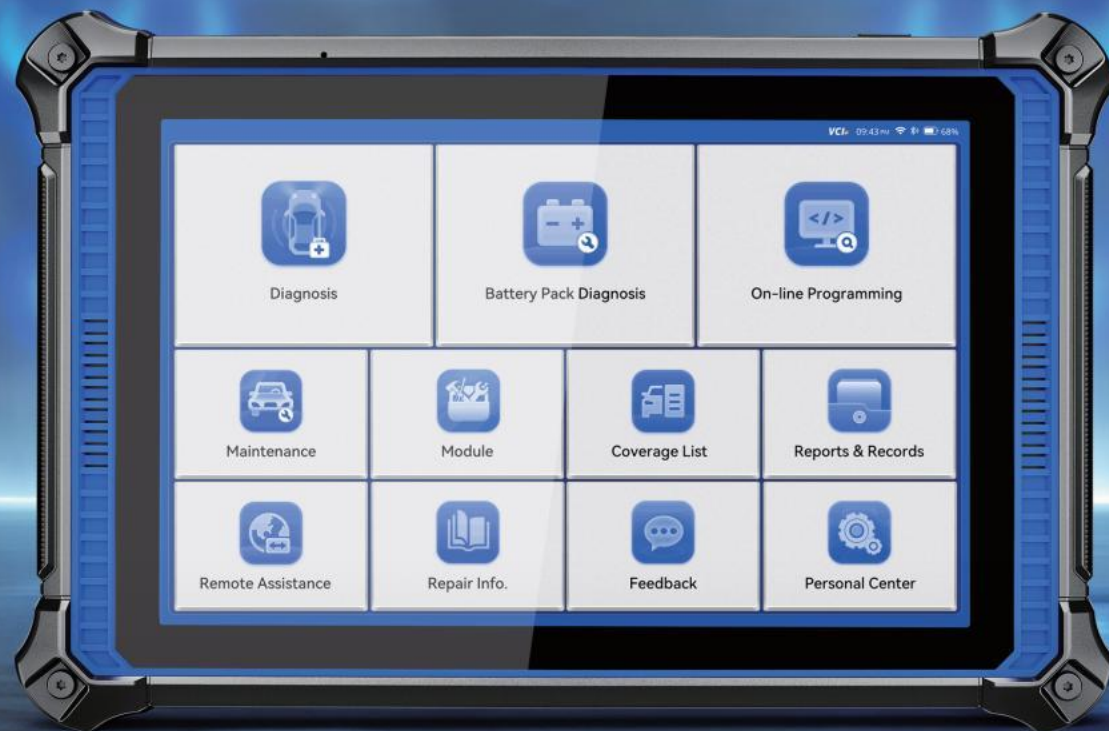 VCI 09:43 PM 68%
Diagnosis
Battery Pack Diagnosis
</>
On-line Programming
Maintenance
Module
Coverage List
Reports & Records
Remote Assistance
Repair Info.
Feedback
Personal Center